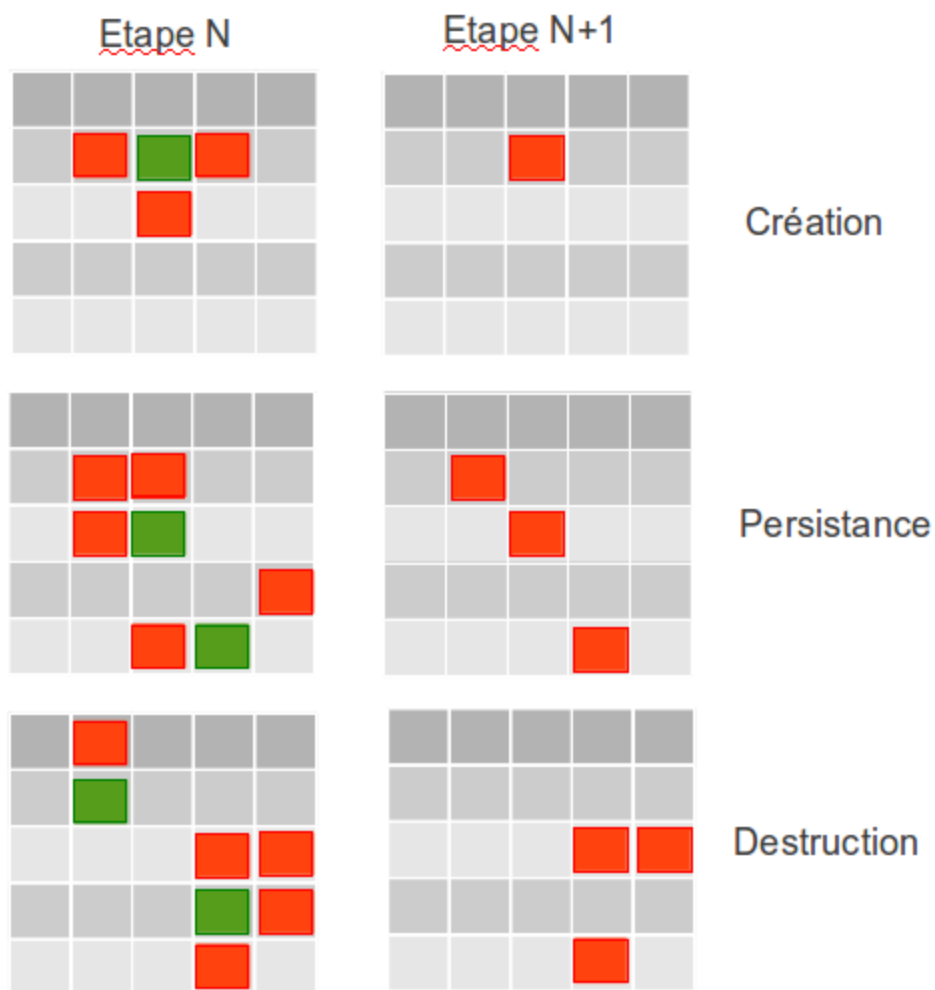 Etape N
Etape N+1
Création
Persistance
Destruction